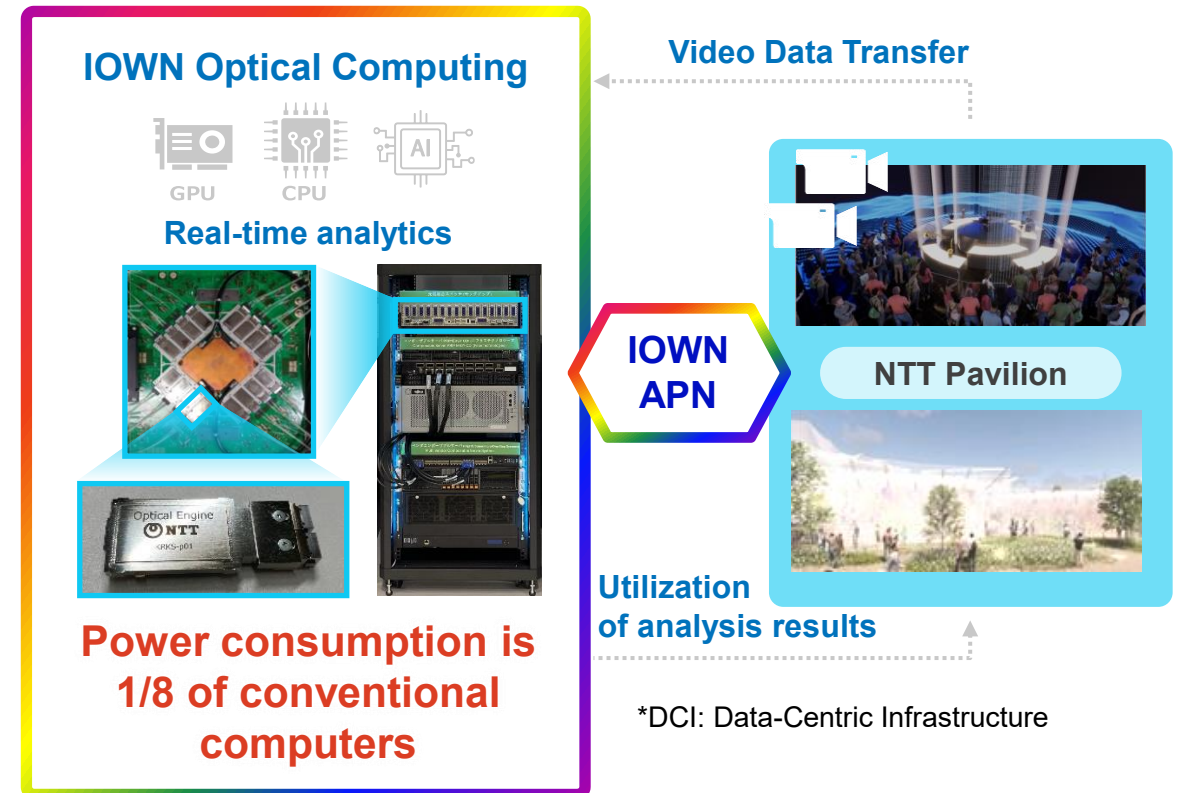 IOWN Optical Computing
GPU
CPU
AI
Real-time analytics
Optical Engine
NTT
Power consumption is
1/8 of conventional
computers
Video Data Transfer
IOWN
APN
NTT Pavilion
Utilization
of analysis results
*DCI: Data-Centric Infrastructure